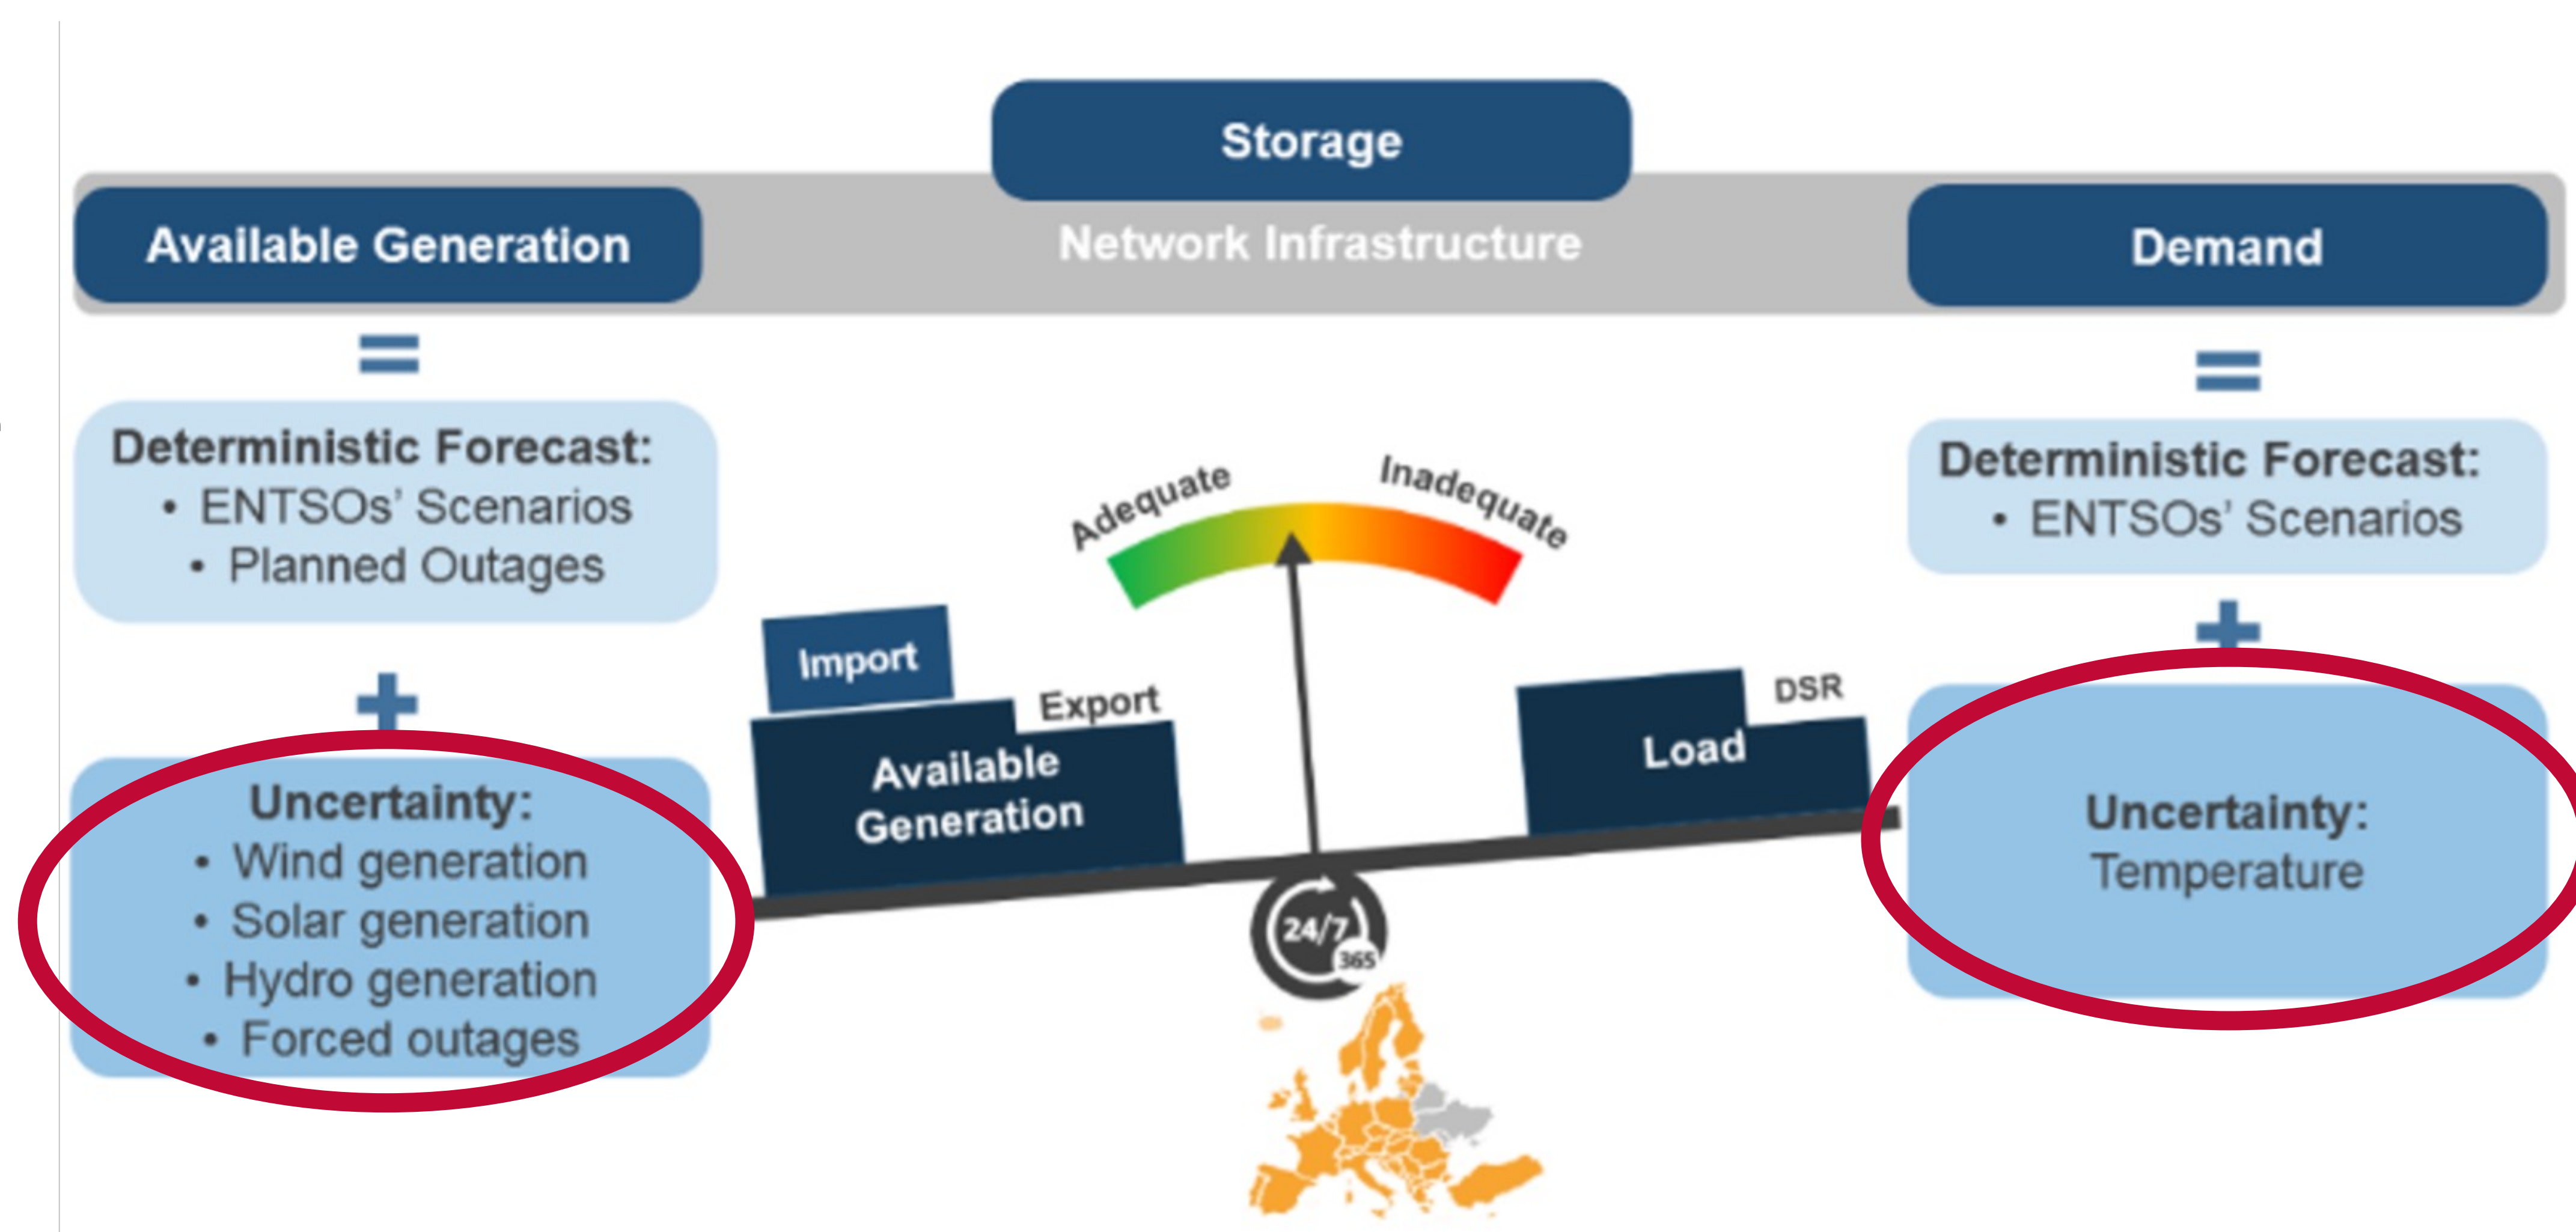 Storage
Available Generation
Network Infrastructure
Demand
Deterministic Forecast:
• ENTSOs’ Scenarios
• Planned Outages
Uncertainty:
• Wind generation
• Solar generation
• Hydro generation
• Forced outages
Adequate
Inadequate
Import
Export
Available
Generation
Load
DSR
24/7
365
Deterministic Forecast:
• ENTSOs’ Scenarios
Uncertainty:
Temperature